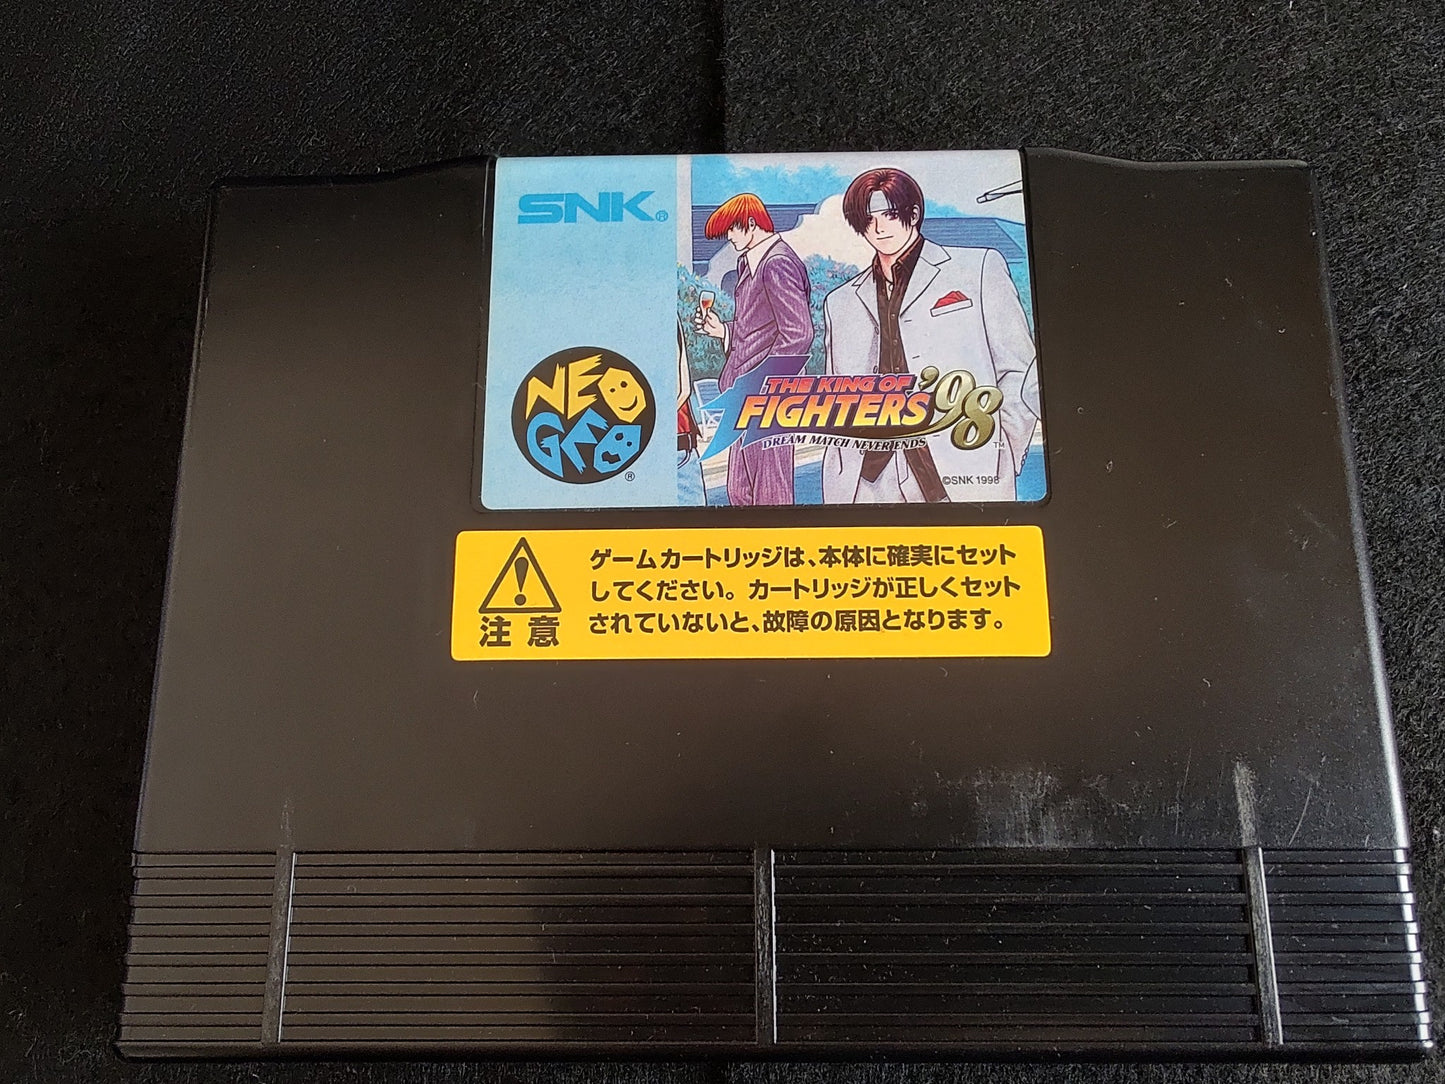 SNK®
NEO
GEO®
THE KING OF
FIGHTERS '98
DREAM MATCH NEVER ENDS
TM
©SNK 1998
注意
ゲームカートリッジは、本体に確実にセット
してください。カートリッジが正しくセット
されていないと、故障の原因となります。